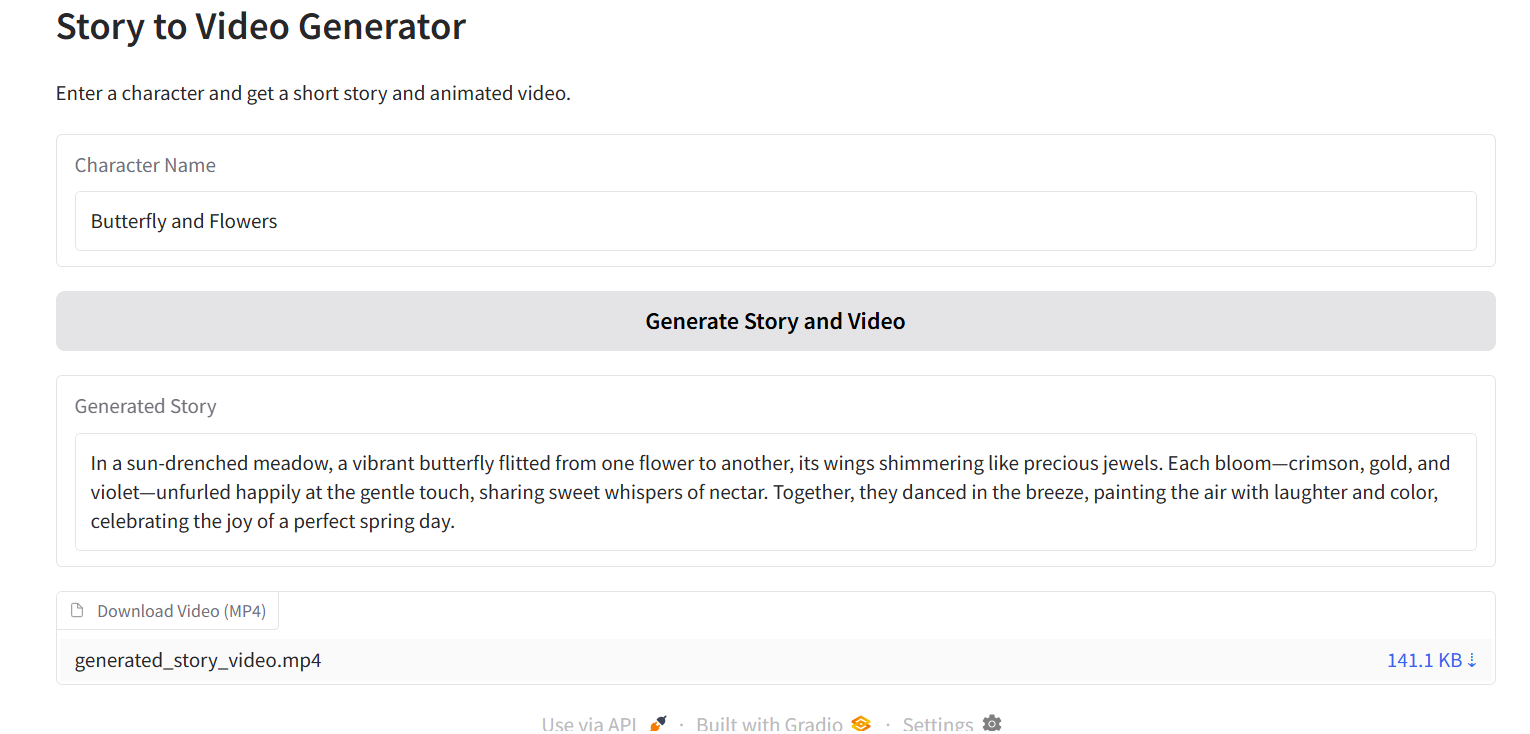 Story to Video Generator
Enter a character and get a short story and animated video.
Character Name
Butterfly and Flowers
Generate Story and Video
Generated Story
In a sun-drenched meadow, a vibrant butterfly flitted from one flower to another, its wings shimmering like precious jewels. Each bloom—crimson, gold, and
violet—unfurled happily at the gentle touch, sharing sweet whispers of nectar. Together, they danced in the breeze, painting the air with laughter and color,
celebrating the joy of a perfect spring day.
Download Video (MP4)
generated_story_video.mp4 141.1 KB ⇣
Use via API · Built with Gradio · Settings